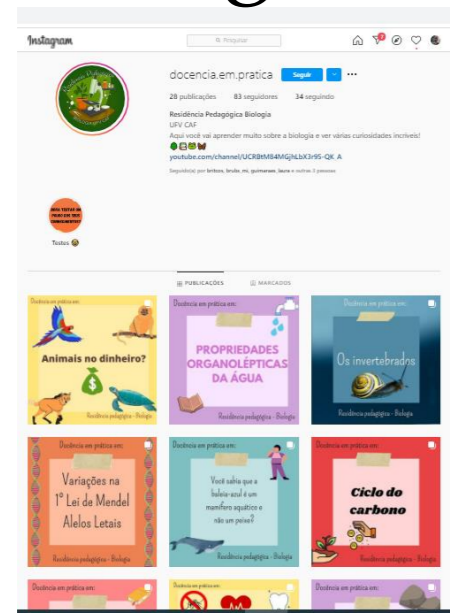 Instagram
Pesquisar
docencia.em.pratica
Seguir
28 publicações 83 seguidores 34 seguindo
Residência Pedagógica Biologia
UFV CAF
Aqui você vai aprender muito sobre a biologia e ver várias curiosidades incríveis!
Testes
PUBLICAÇÕES MARCADOS
Docência em prática em:
Animais no dinheiro?
Residência pedagógica - Biologia
Docência em prática em:
PROPRIEDADES
ORGANOLÉPTICAS
DA ÁGUA
Residência pedagógica - Biologia
Docência em prática em:
Os invertebrados
Residência pedagógica - Biologia
Docência em prática em:
Variações na
1ª Lei de Mendel
Alelos Letais
Residência pedagógica - Biologia
Docência em prática em:
Você sabia que a
baleia-azul é um
mamífero aquático e
não um peixe?
Residência pedagógica - Biologia
Docência em prática em:
Ciclo do
carbono
Residência pedagógica - Biologia
Docência em prática em:
Docência em prática em:
Docência em prática em: